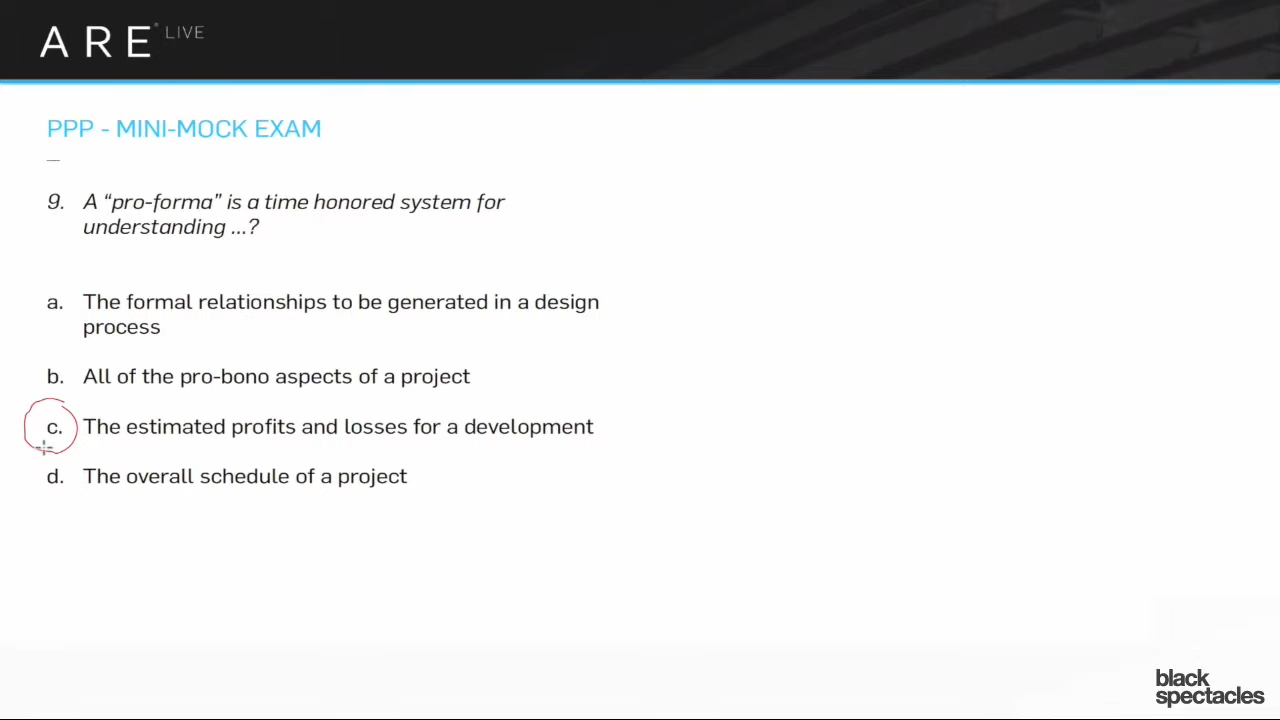 ARE® LIVE
PPP - MINI-MOCK EXAM
9. A “pro-forma” is a time honored system for
understanding ...?
a. The formal relationships to be generated in a design
process
b. All of the pro-bono aspects of a project
c. The estimated profits and losses for a development
d. The overall schedule of a project
black
spectacles